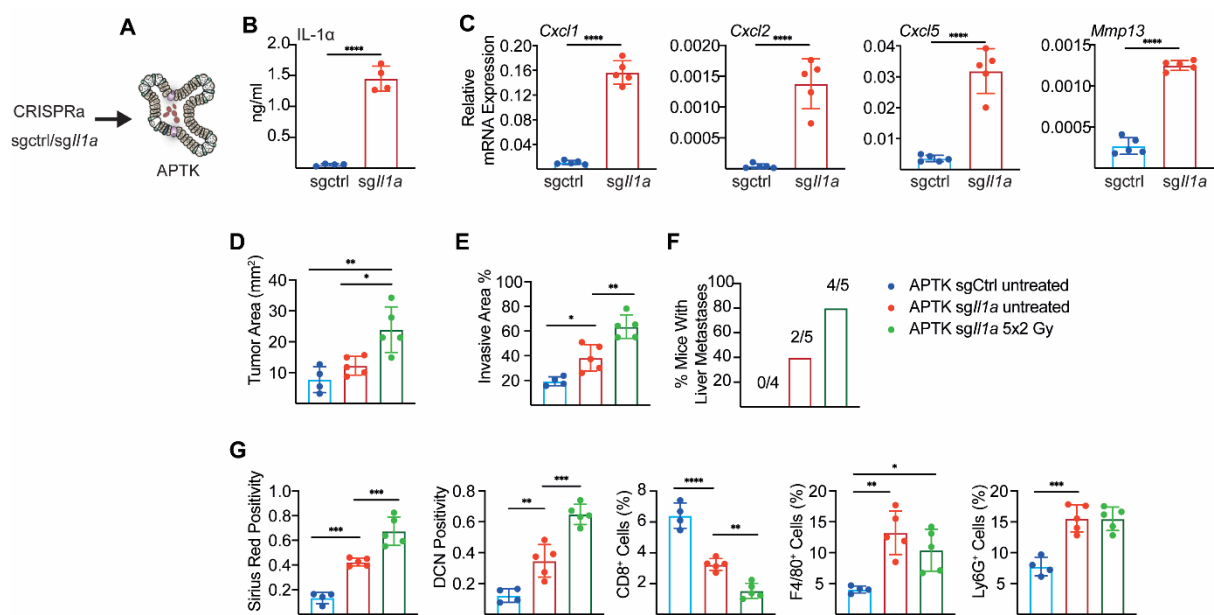 A
CRISPRa
sgctrl/sgIl1a
APTK
B
IL-1α
****
ng/ml
2.0
1.5
1.0
0.5
sgctrl sgIl1a
C
Relative
mRNA Expression
Cxcl1
****
0.20
0.16
0.12
0.08
0.04
sgctrl sgIl1a
Cxcl2
****
0.0020
0.0015
0.0010
0.0005
sgctrl sgIl1a
Cxcl5
****
0.04
0.03
0.02
0.01
sgctrl sgIl1a
Mmp13
****
0.0015
0.0010
0.0005
sgctrl sgIl1a
D
Tumor Area (mm²)
**
*
40
30
20
10
E
Invasive Area %
*
**
100
80
60
40
20
F
% Mice With
Liver Metastases
100
80
60
40
20
0/4
2/5
4/5
APTK sgCtrl untreated
APTK sgIl1a untreated
APTK sgIl1a 5x2 Gy
G
Sirius Red Positivity
***
***
1.0
0.8
0.6
0.4
0.2
DCN Positivity
**
***
0.8
0.6
0.4
0.2
CD8⁺ Cells (%)
****
**
8
6
4
2
F4/80⁺ Cells (%)
*
**
20
15
10
5
Ly6G⁺ Cells (%)
***
20
15
10
5